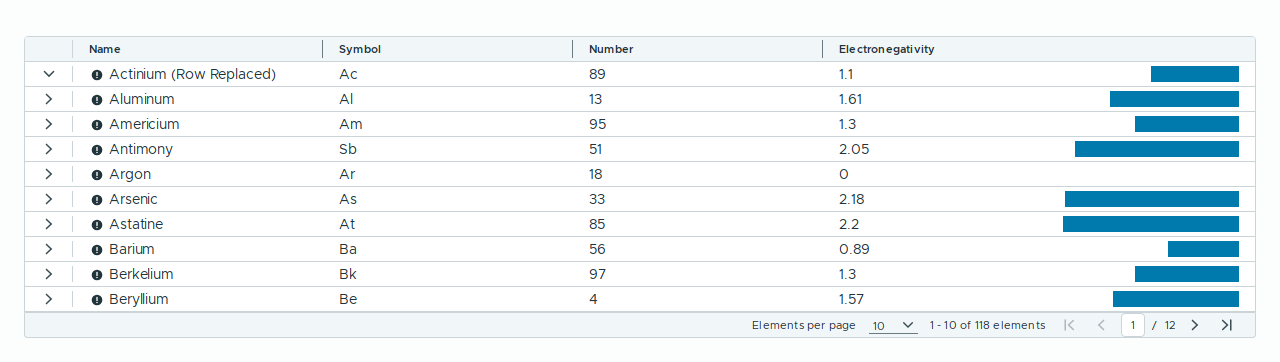 Name Symbol Number Electronegativity
Actinium (Row Replaced) Ac 89 1.1
Aluminum Al 13 1.61
Americium Am 95 1.3
Antimony Sb 51 2.05
Argon Ar 18 0
Arsenic As 33 2.18
Astatine At 85 2.2
Barium Ba 56 0.89
Berkelium Bk 97 1.3
Beryllium Be 4 1.57
Elements per page 10 1 - 10 of 118 elements 1 / 12